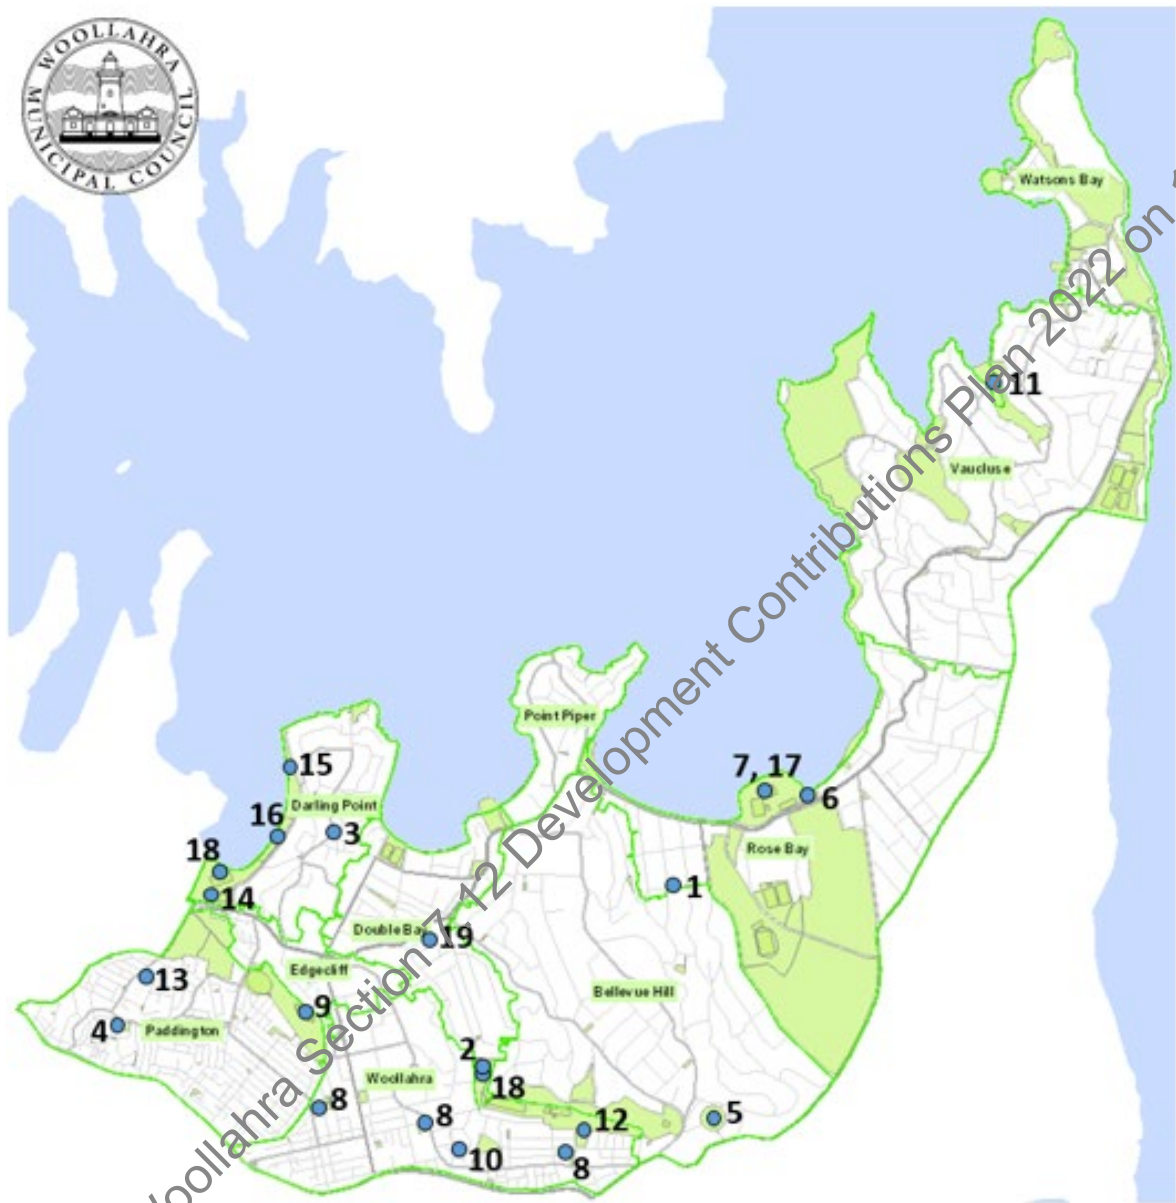 WOOLLAHRA
MUNICIPAL COUNCIL
Watsons Bay
11
Vaucluse
Point Piper
15
7, 17
Darling Point
6
16
3
Rose Bay
18
1
14
Double Bay
19
Edgecliff
13
Bellevue Hill
9
4
Paddington
2
Woollahra
18
8
8
12
5
10
8
Woollahra Section 7.12 Development Contributions Plan 2022 on